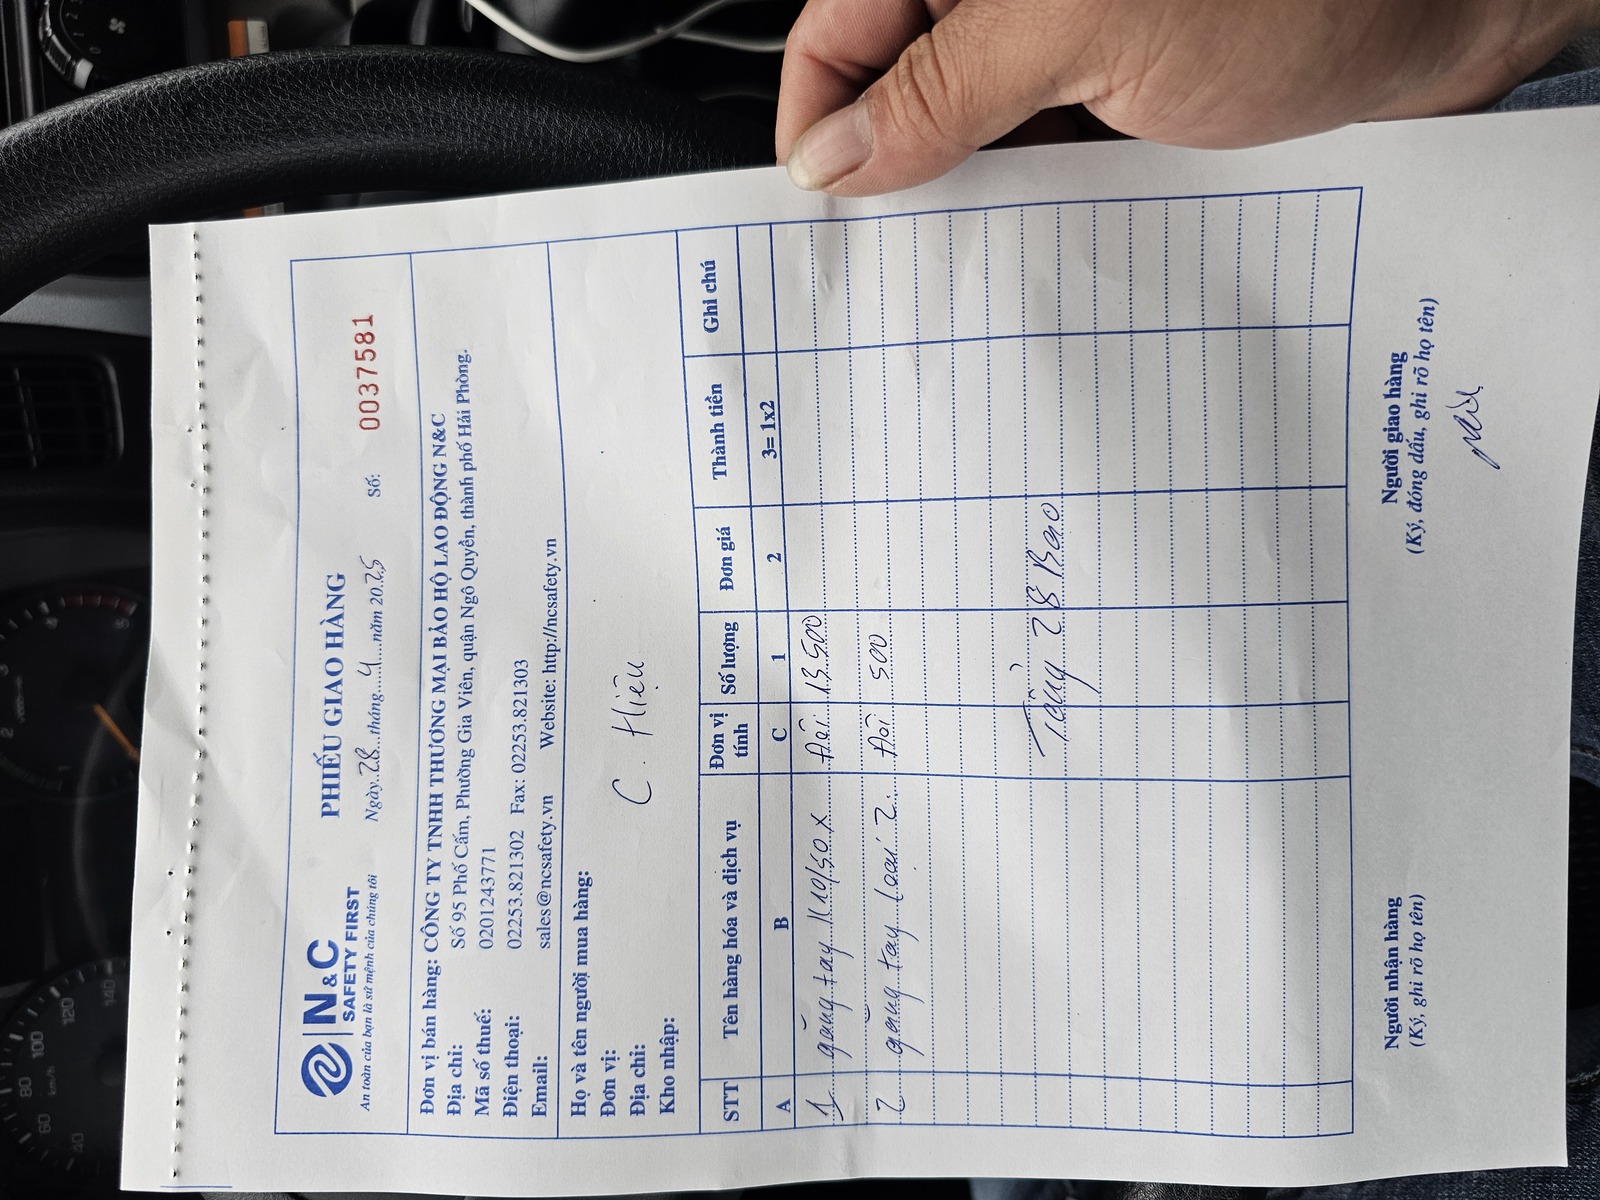 N&C
SAFETY FIRST
An toàn của bạn là sứ mệnh của chúng tôi
PHIẾU GIAO HÀNG
Ngày 28 tháng 4 năm 2025 Số: 0037581
Đơn vị bán hàng: CÔNG TY TNHH THƯƠNG MẠI BẢO HỘ LAO ĐỘNG N&C
Địa chỉ: Số 95 Phố Cấm, Phường Gia Viên, quận Ngô Quyền, thành phố Hải Phòng.
Mã số thuế: 0201243771
Điện thoại: 02253.821302 Fax: 02253.821303
Email: sales@ncsafety.vn Website: http://ncsafety.vn
Họ và tên người mua hàng:
Đơn vị: C. Hiệu
Địa chỉ:
Kho nhập:
STT Tên hàng hóa và dịch vụ Đơn vị tính Số lượng Đơn giá Thành tiền Ghi chú
A B C 1 2 3= 1x2
1 găng tay K10/50 X Đôi 13.500
2 găng tay loại 2 Đôi 500
Tổng 28 Bao
Người nhận hàng Người giao hàng
(Ký, ghi rõ họ tên) (Ký, đóng dấu, ghi rõ họ tên)